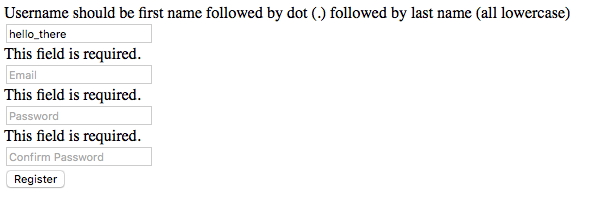 Username should be first name followed by dot (.) followed by last name (all lowercase)
hello_there
This field is required.
Email
This field is required.
Password
This field is required.
Confirm Password
Register